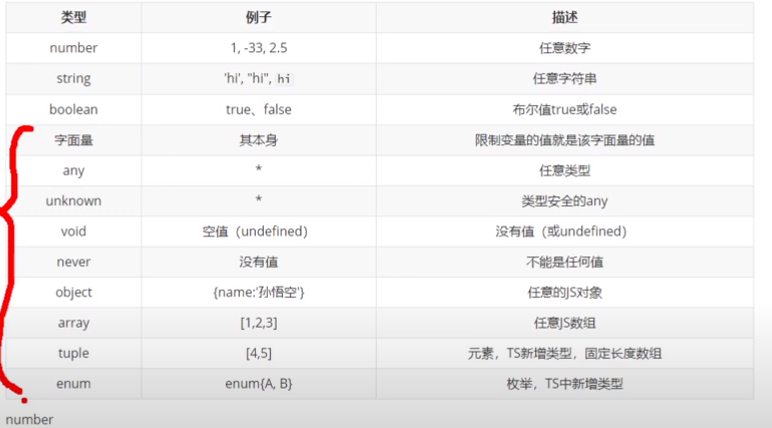 类型 例子 描述
number 1, -33, 2.5 任意数字
string 'hi', "hi", hi 任意字符串
boolean true、false 布尔值true或false
字面量 其本身 限制变量的值就是该字面量的值
any * 任意类型
unknown * 类型安全的any
void 空值（undefined） 没有值（或undefined）
never 没有值 不能是任何值
object {name:'孙悟空'} 任意的JS对象
array [1,2,3] 任意JS数组
tuple [4,5] 元素，TS新增类型，固定长度数组
enum enum{A, B} 枚举，TS中新增类型
number